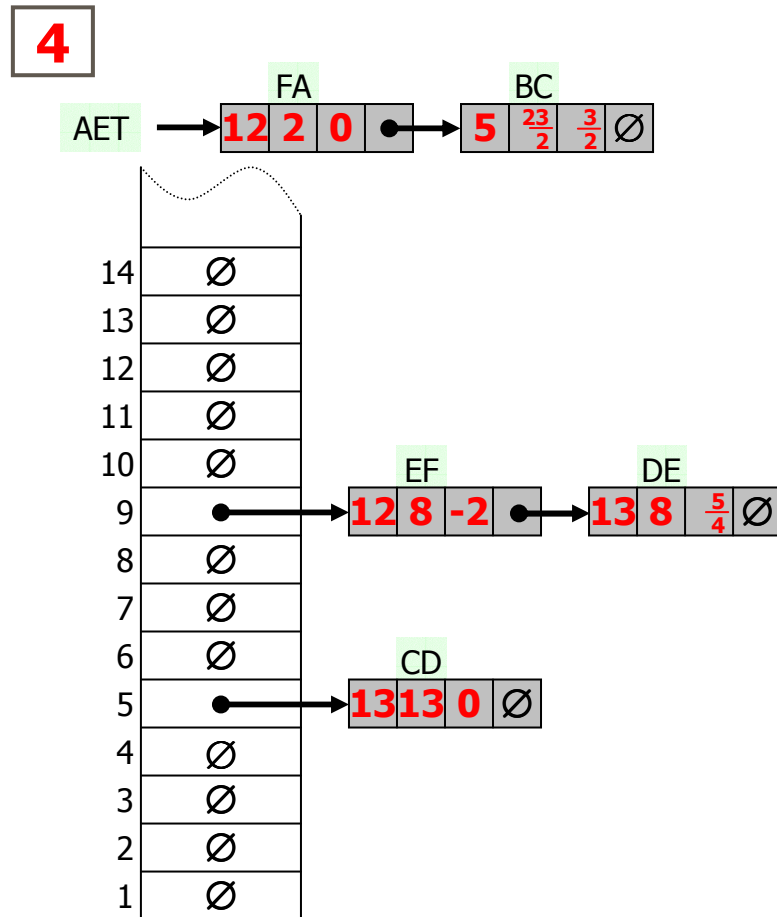 4
FA BC
AET 12 2 0 5 23/2 3/2 ∅
14 ∅
13 ∅
12 ∅
11 ∅
10 ∅
EF DE
9 12 8 -2 13 8 5/4 ∅
8 ∅
7 ∅
6 ∅
CD
5 13 13 0 ∅
4 ∅
3 ∅
2 ∅
1 ∅